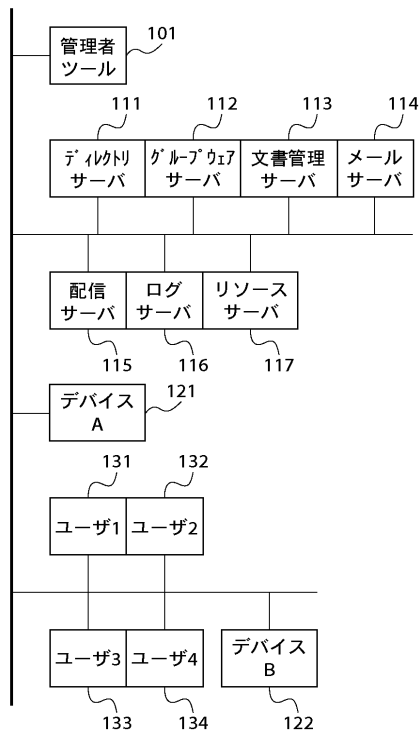 管理者
ツール
101
111
112
113
114
ﾃﾞｨﾚｸﾄﾘ
サーバ
ｸﾞﾙｰﾌﾟｳｪｱ
サーバ
文書管理
サーバ
メール
サーバ
配信
サーバ
ログ
サーバ
リソース
サーバ
115
116
117
デバイス
A
121
131
132
ユーザ1
ユーザ2
ユーザ3
ユーザ4
デバイス
B
133
134
122